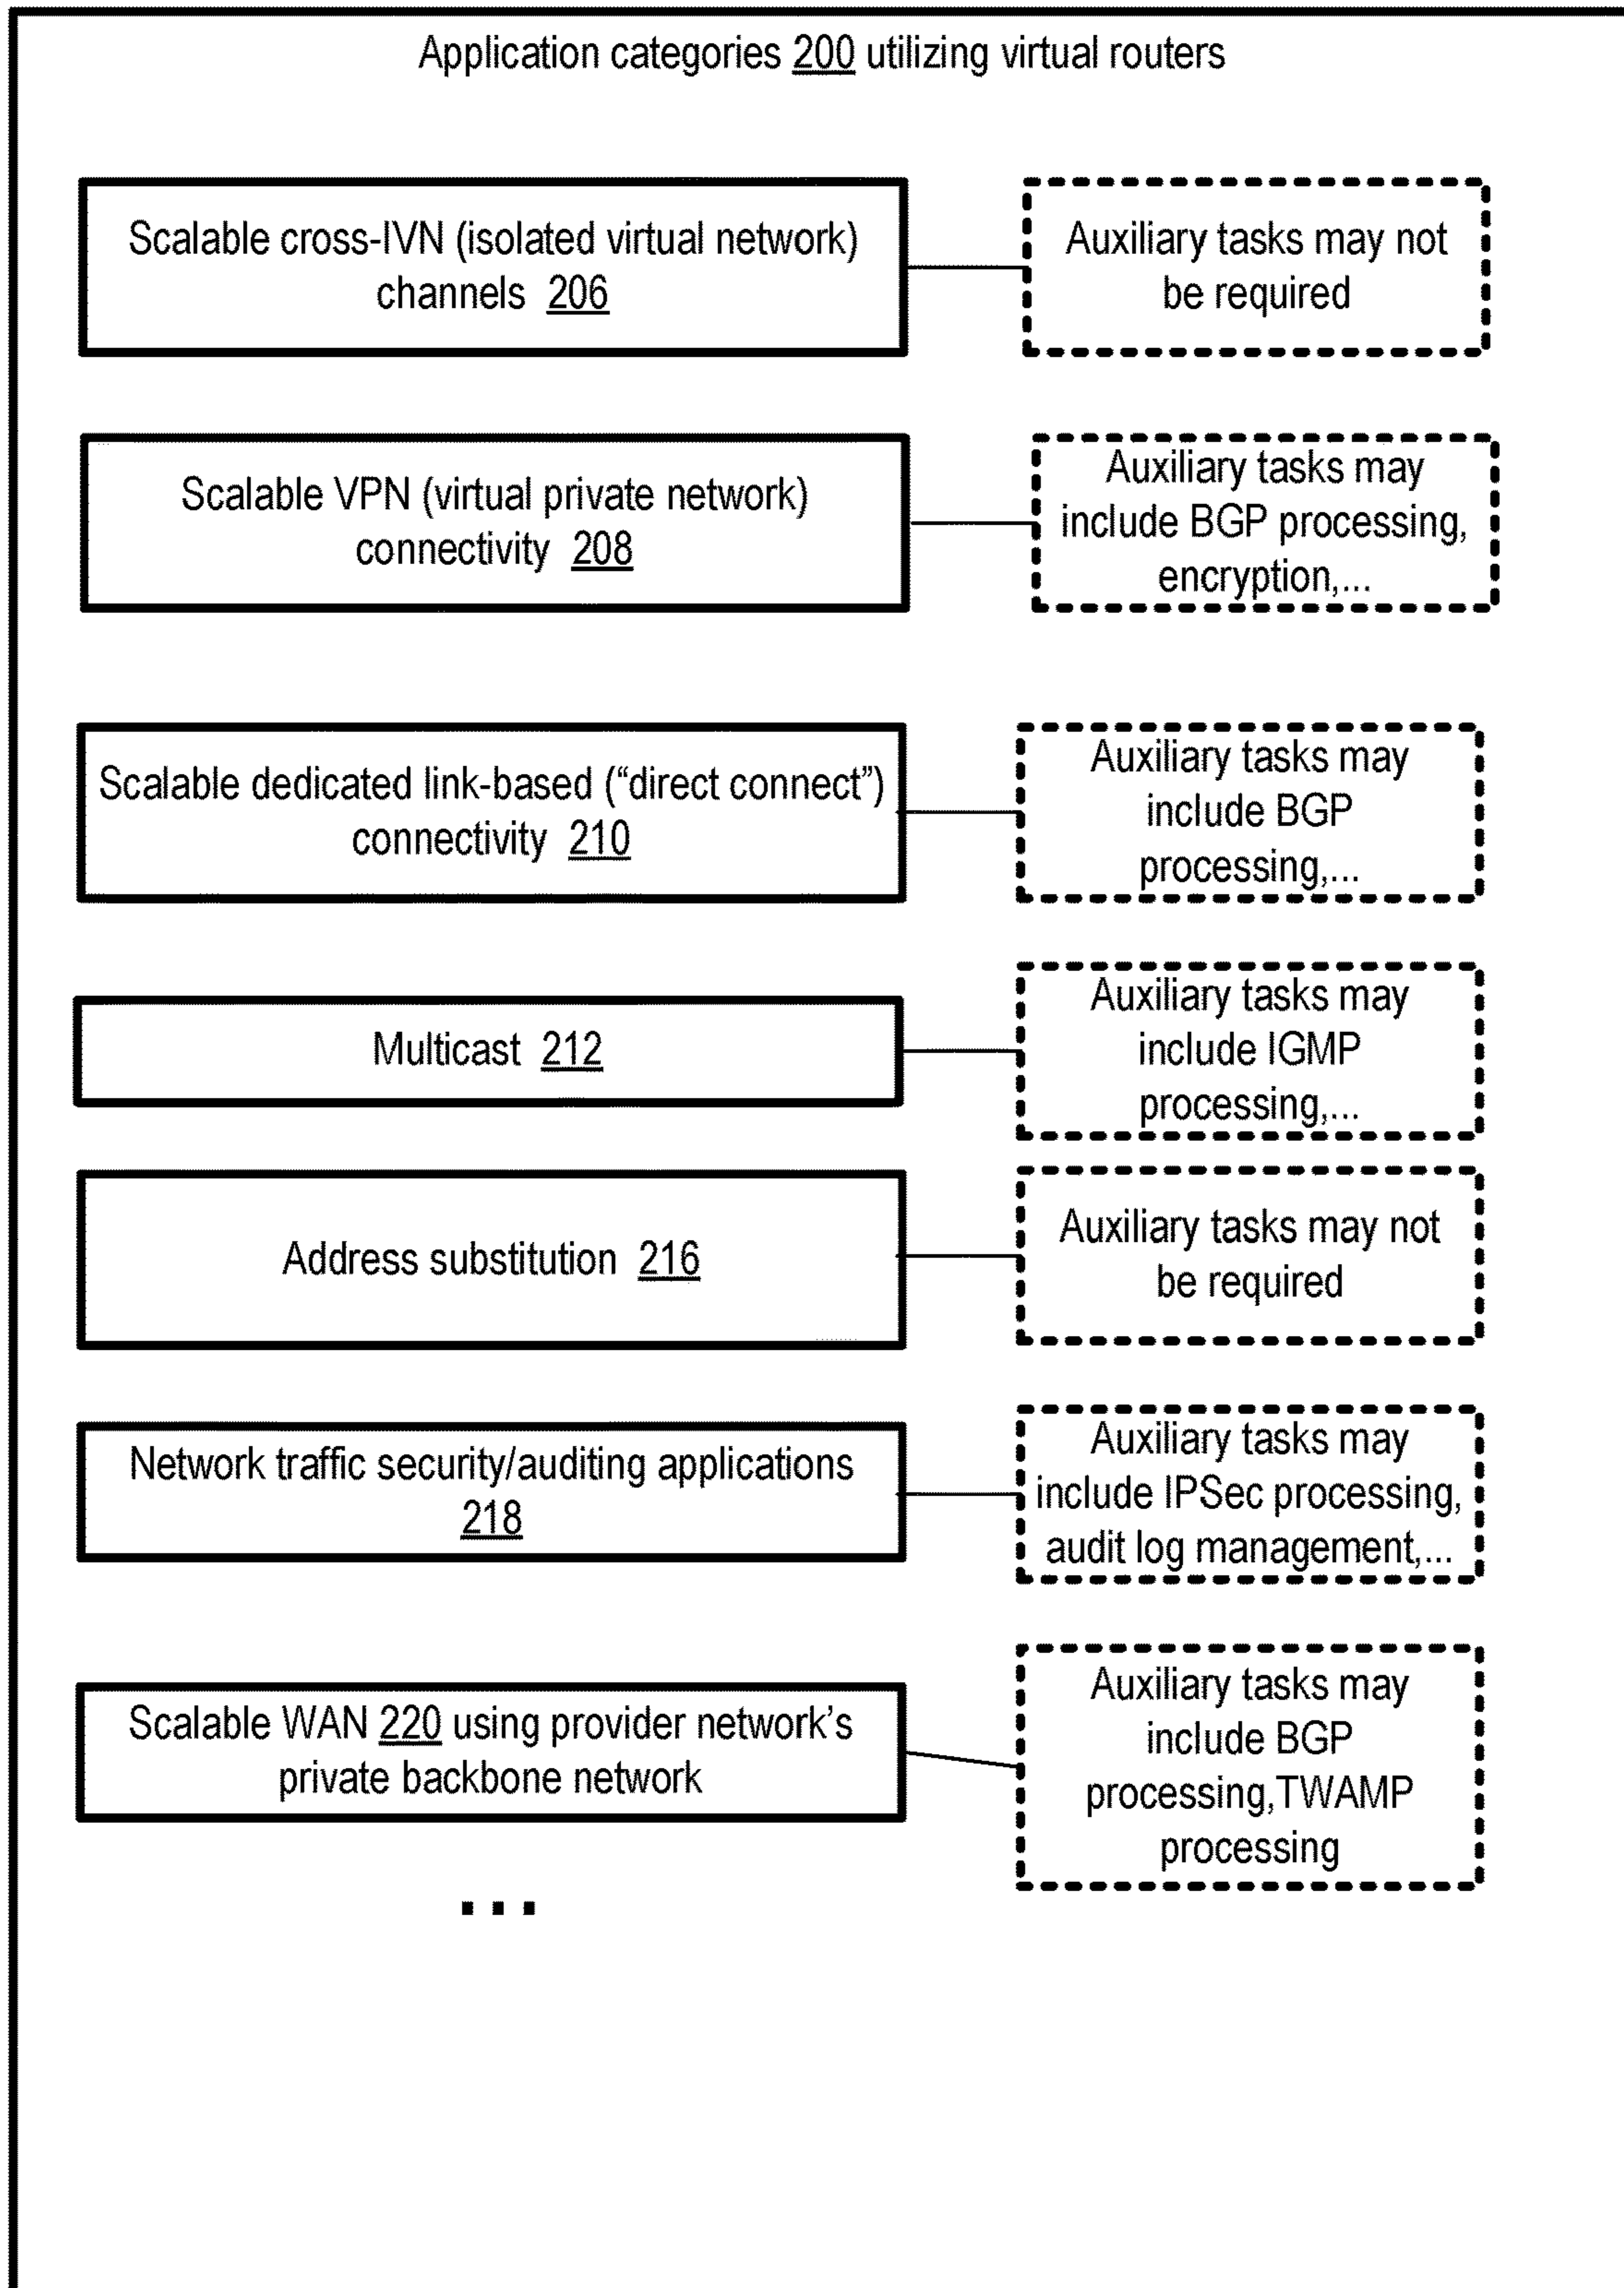 Application categories 200 utilizing virtual routers
Scalable cross-IVN (isolated virtual network)
channels 206
Auxiliary tasks may not
be required
Scalable VPN (virtual private network)
connectivity 208
Auxiliary tasks may
include BGP processing,
encryption,...
Scalable dedicated link-based (“direct connect”)
connectivity 210
Auxiliary tasks may
include BGP
processing,...
Multicast 212
Auxiliary tasks may
include IGMP
processing,...
Address substitution 216
Auxiliary tasks may not
be required
Network traffic security/auditing applications
218
Auxiliary tasks may
include IPSec processing,
audit log management,...
Scalable WAN 220 using provider network’s
private backbone network
Auxiliary tasks may
include BGP
processing,TWAMP
processing
...